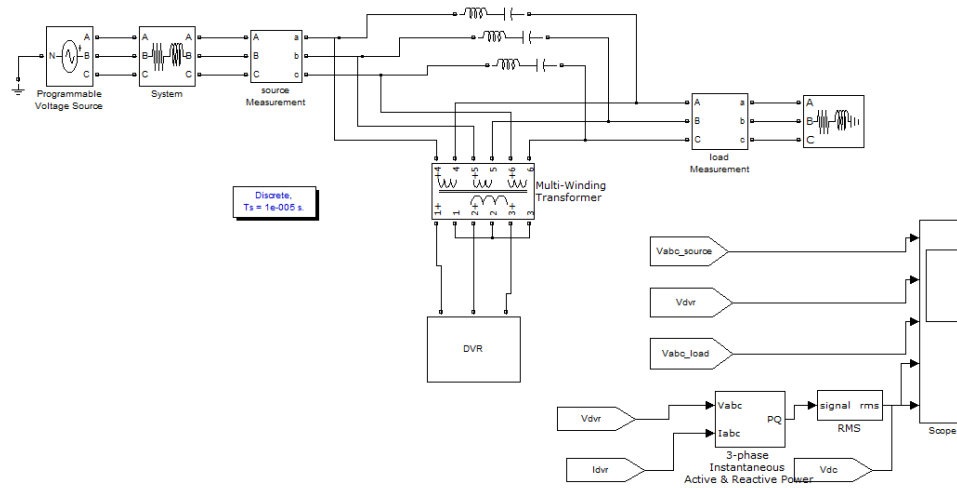 N
A
B
C
Programmable
Voltage Source
A
B
C
A
B
C
System
A
B
C
a
b
c
source
Measurement
A
B
C
a
b
c
load
Measurement
A
B
C
+4
4
+5
5
+6
6
1+
1
2+
2
3+
3
Multi-Winding
Transformer
Discrete,
Ts = 1e-005 s.
DVR
Vabc_source
Vdvr
Vabc_load
Vdvr
Idvr
Vabc
Iabc
PQ
3-phase
Instantaneous
Active & Reactive Power
signal rms
RMS
Vdc
Scope